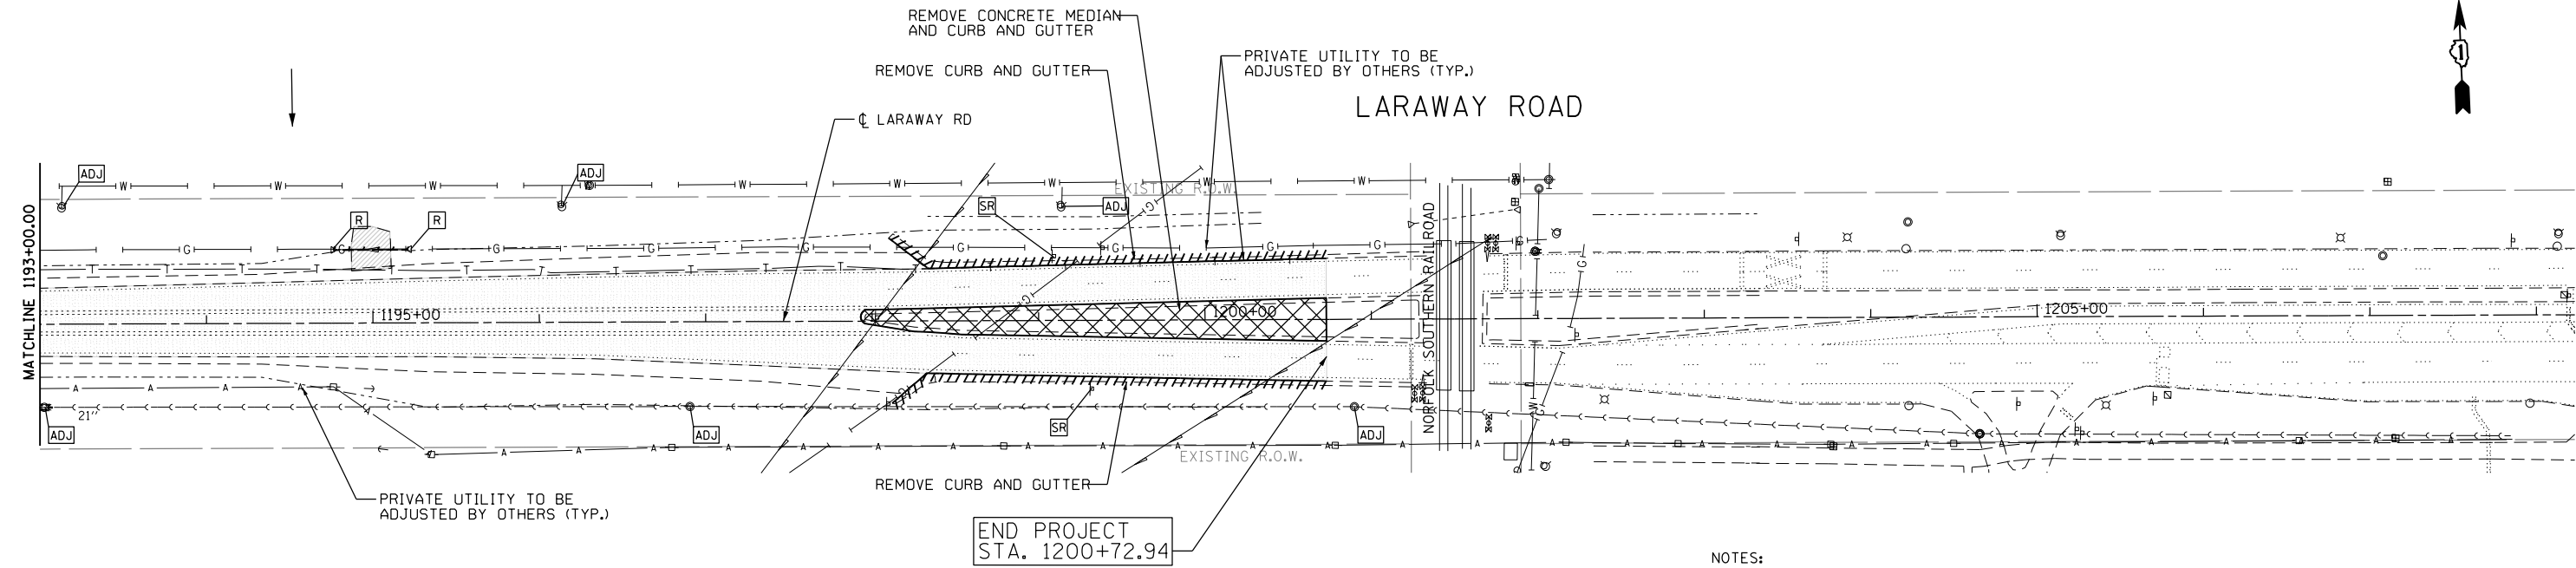 REMOVE CONCRETE MEDIAN
AND CURB AND GUTTER
REMOVE CURB AND GUTTER
PRIVATE UTILITY TO BE
ADJUSTED BY OTHERS (TYP.)
LARAWAY ROAD
℄ LARAWAY RD
1
MATCHLINE 1193+00.00
ADJ
ADJ
W W W W W W W W W W
EXISTING R.O.W.
SR
ADJ
R
R
G G G G G G G G G G
G
G
G
T T T T T T T T T T T T
1195+00
1200+00
1205+00
NORFOLK SOUTHERN RAILROAD
A A A A A
21"
ADJ
ADJ
SR
ADJ
A A A A A A A A A A A A A A A A A A
EXISTING R.O.W.
REMOVE CURB AND GUTTER
PRIVATE UTILITY TO BE
ADJUSTED BY OTHERS (TYP.)
END PROJECT
STA. 1200+72.94
NOTES: